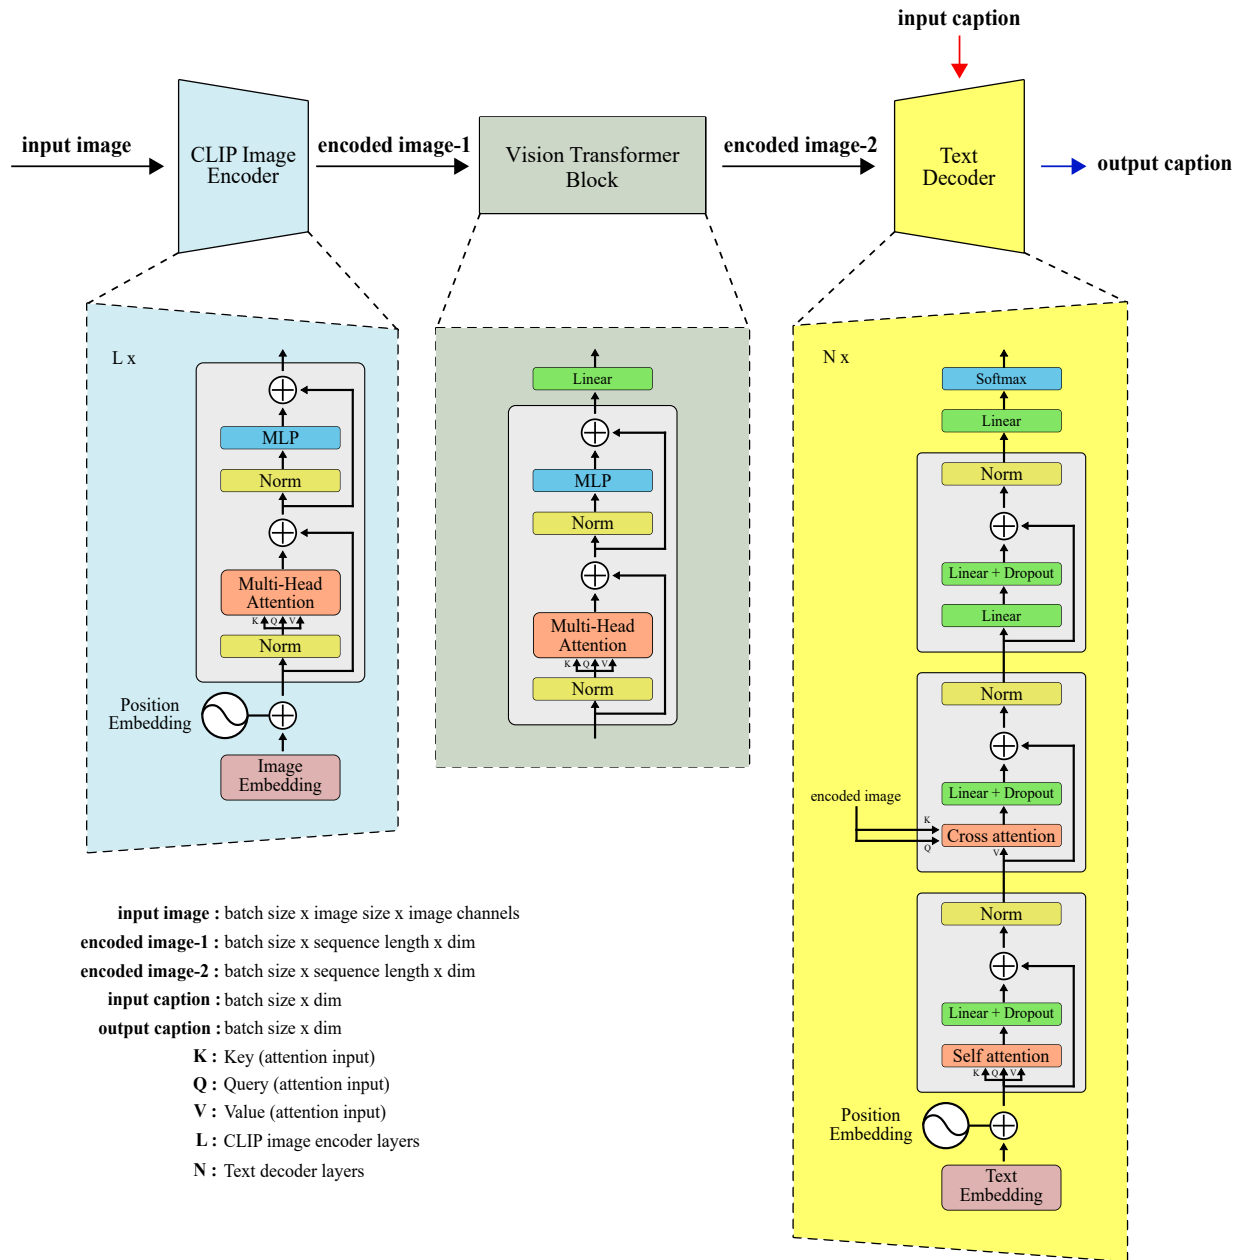 input caption
input image
CLIP Image
Encoder
encoded image-1
Vision Transformer
Block
encoded image-2
Text
Decoder
output caption
L x
MLP
Norm
Multi-Head
Attention
K Q V
Norm
Position
Embedding
Image
Embedding
Linear
MLP
Norm
Multi-Head
Attention
K Q V
Norm
N x
Softmax
Linear
Norm
Linear + Dropout
Linear
Norm
Linear + Dropout
encoded image
K
Cross attention
Q
V
Norm
Linear + Dropout
Self attention
K Q V
Position
Embedding
Text
Embedding
input image : batch size x image size x image channels
encoded image-1 : batch size x sequence length x dim
encoded image-2 : batch size x sequence length x dim
input caption : batch size x dim
output caption : batch size x dim
K : Key (attention input)
Q : Query (attention input)
V : Value (attention input)
L : CLIP image encoder layers
N : Text decoder layers